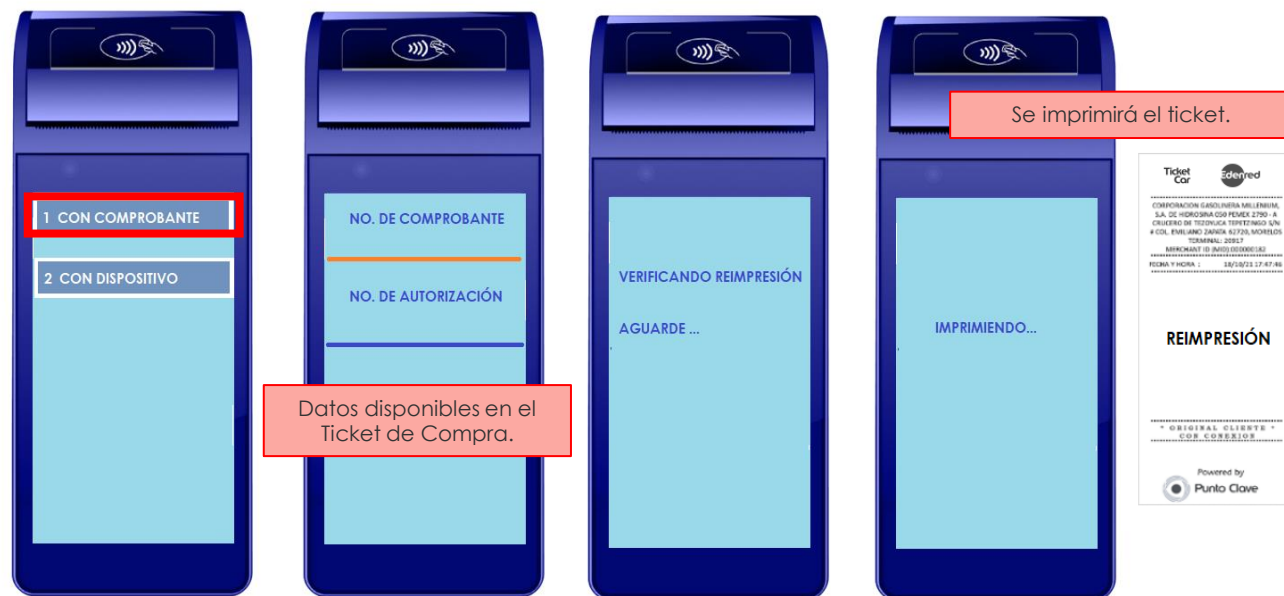 1 CON COMPROBANTE
2 CON DISPOSITIVO
NO. DE COMPROBANTE
NO. DE AUTORIZACIÓN
Datos disponibles en el
Ticket de Compra.
VERIFICANDO REIMPRESIÓN
AGUARDE ...
Se imprimirá el ticket.
IMPRIMIENDO...
Ticket
Car
Edenred
CORPORACION GASOLINERA MILLENIUM,
S.A. DE HIDROSINA 050 PEMEX 2790 - A
CRUCERO DE TEZOYUCA TEPETZINGO S/N
# COL. EMILIANO ZAPATA 62720, MORELOS
TERMINAL: 20917
MERCHANT ID (MID):000000182
FECHA Y HORA : 18/10/21 17:47:46
REIMPRESIÓN
* ORIGINAL CLIENTE *
CON CONEXION
Powered by
Punto Clave